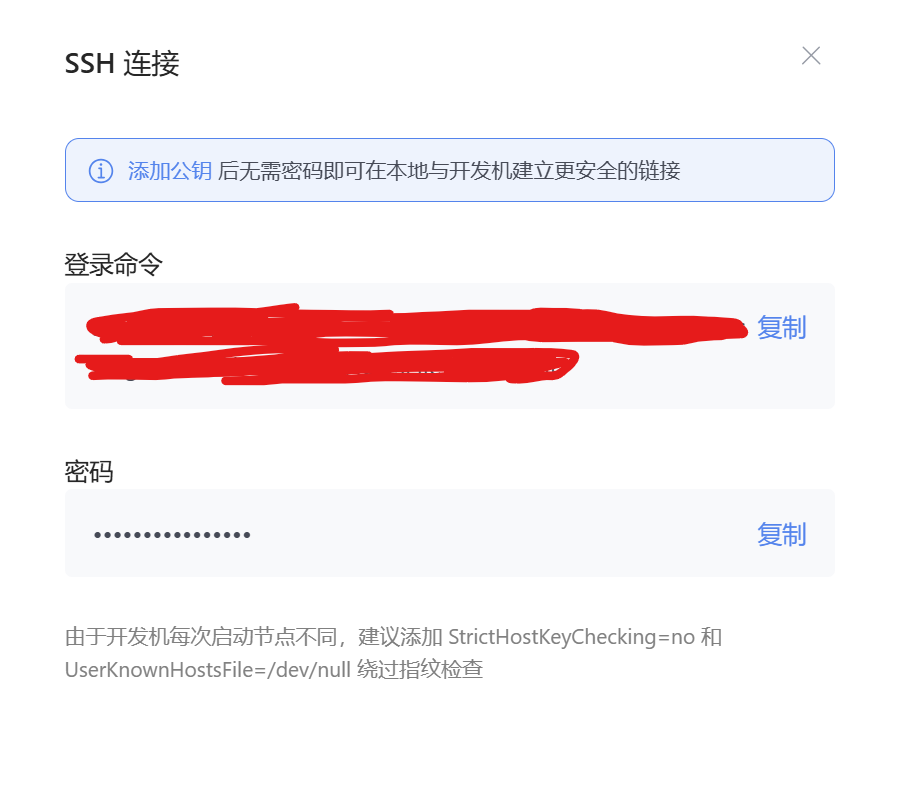 SSH 连接
添加公钥 后无需密码即可在本地与开发机建立更安全的链接
登录命令
复制
密码
•••••••••••••••• 复制
由于开发机每次启动节点不同，建议添加 StrictHostKeyChecking=no 和
UserKnownHostsFile=/dev/null 绕过指纹检查